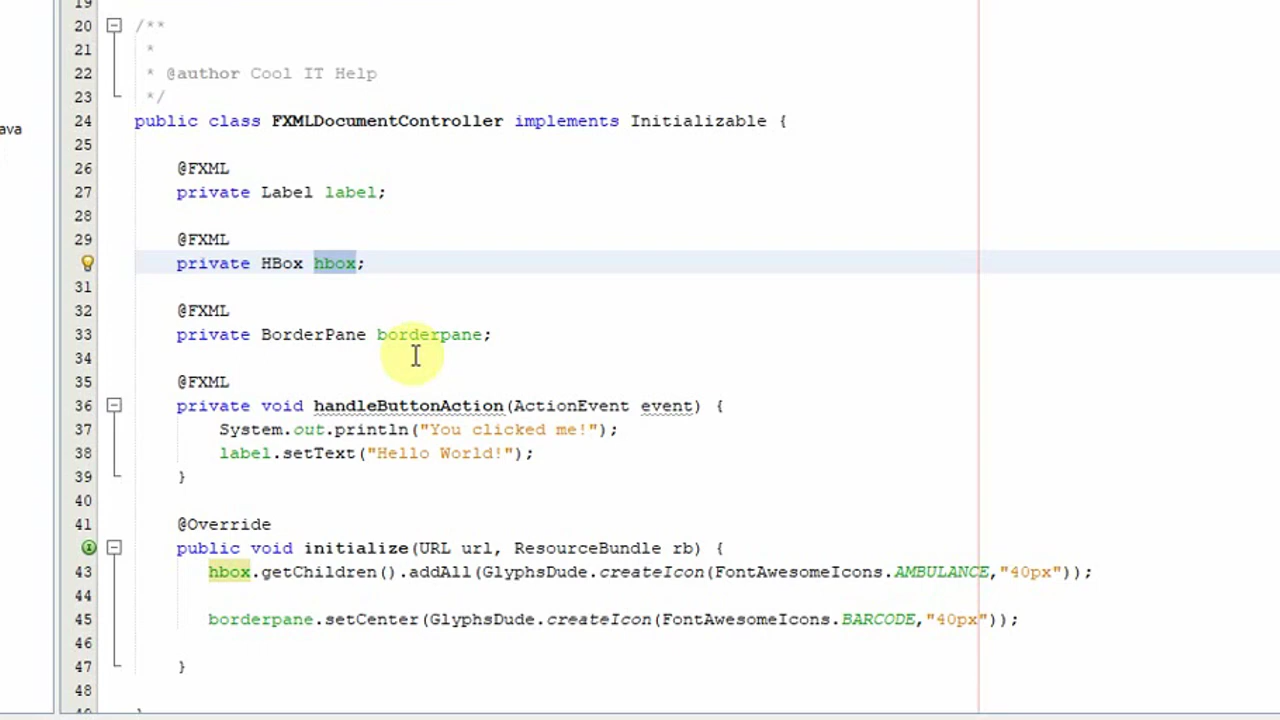 19
20 /**
21 *
22 * @author Cool IT Help
23 */
24 public class FXMLDocumentController implements Initializable {
ava
25
26 @FXML
27 private Label label;
28
29 @FXML
private HBox hbox;
31
32 @FXML
33 private BorderPane borderpane;
34
35 @FXML
36 private void handleButtonAction(ActionEvent event) {
37 System.out.println("You clicked me!");
38 label.setText("Hello World!");
39 }
40
41 @Override
public void initialize(URL url, ResourceBundle rb) {
43 hbox.getChildren().addAll(GlyphsDude.createIcon(FontAwesomeIcons.AMBULANCE,"40px"));
44
45 borderpane.setCenter(GlyphsDude.createIcon(FontAwesomeIcons.BARCODE,"40px"));
46
47 }
48